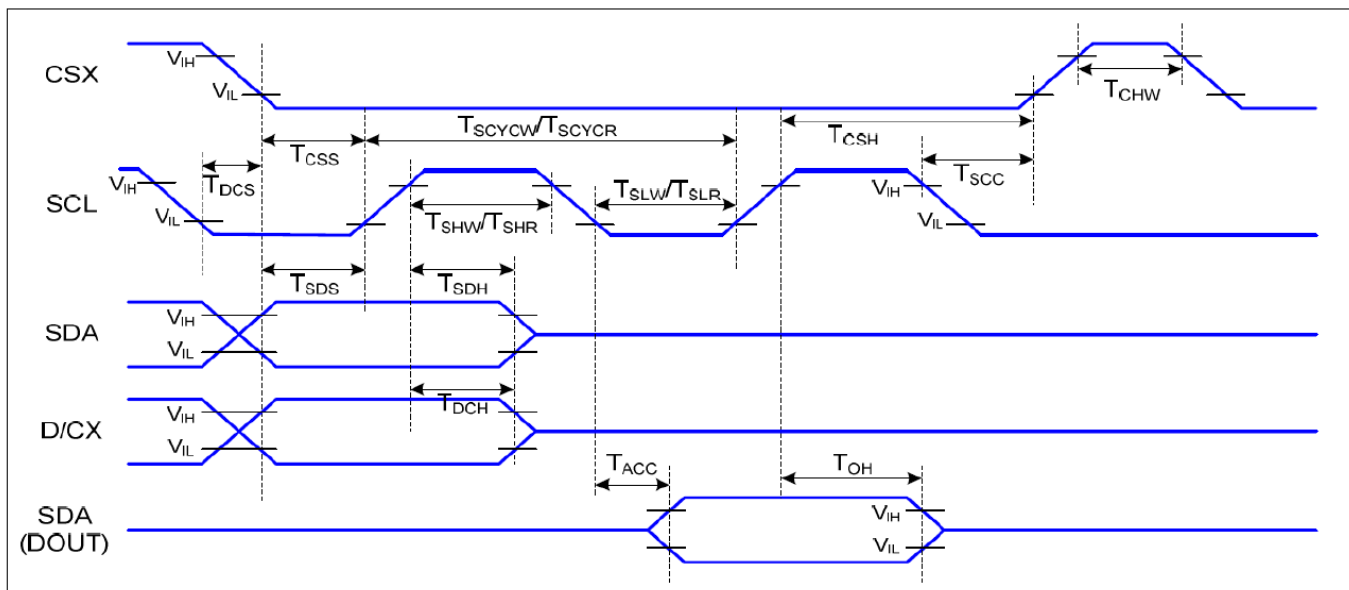 CSX
VIH
VIL
TCHW
TCSS
TSCYCW/TSCYCR
TCSH
SCL
VIH
VIL
TDCS
TSHW/TSHR
TSLW/TSLR
VIH
VIL
TSCC
TSDS
TSDH
SDA
VIH
VIL
TDCH
D/CX
VIH
VIL
TACC
TOH
SDA
(DOUT)
VIH
VIL